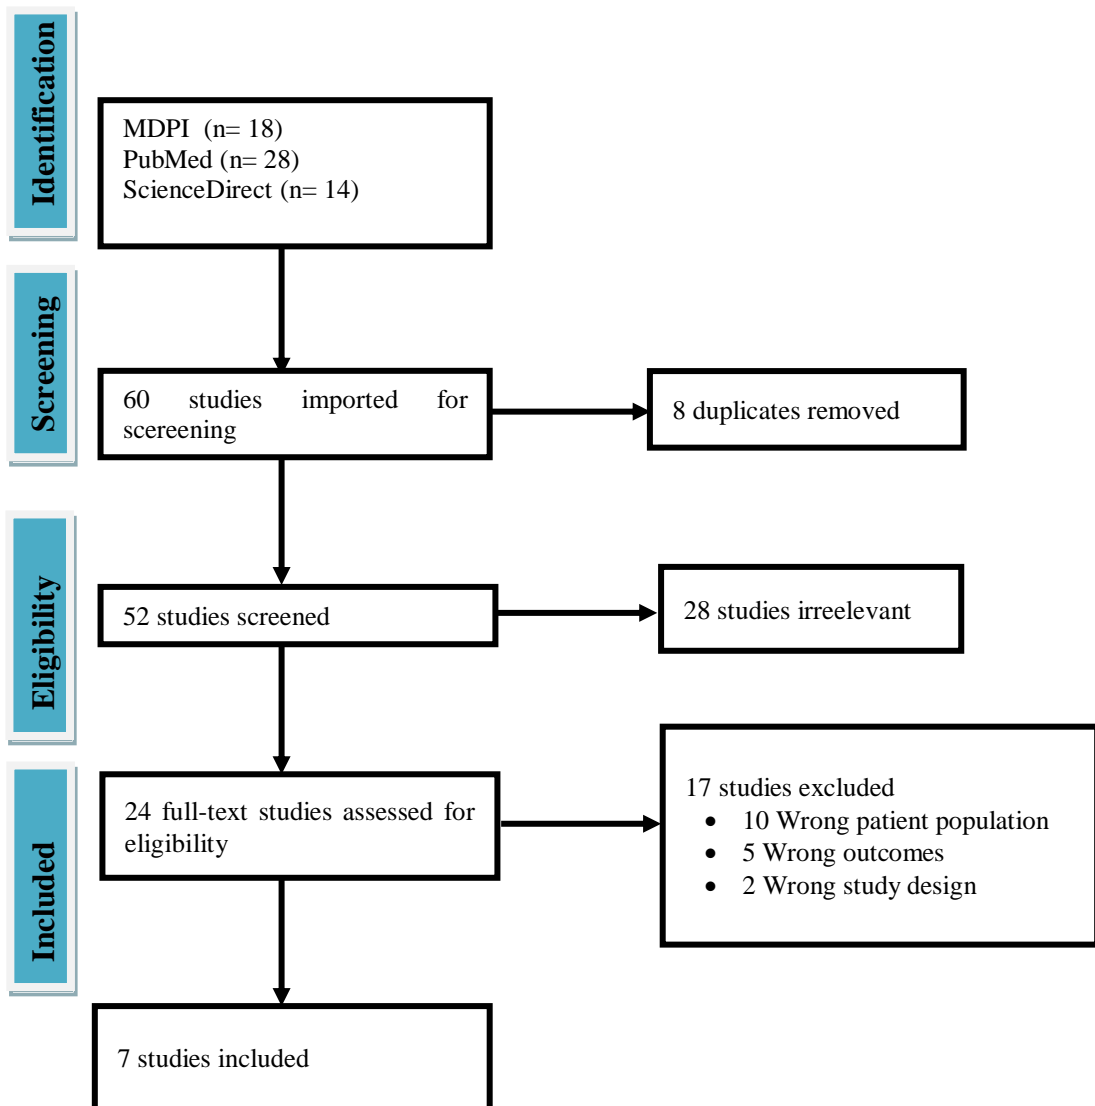 Identification
MDPI (n= 18)
PubMed (n= 28)
ScienceDirect (n= 14)
Screening
60 studies imported for
scereening
8 duplicates removed
Eligibility
52 studies screened
28 studies irreelevant
Included
24 full-text studies assessed for
eligibility
17 studies excluded
• 10 Wrong patient population
• 5 Wrong outcomes
• 2 Wrong study design
7 studies included